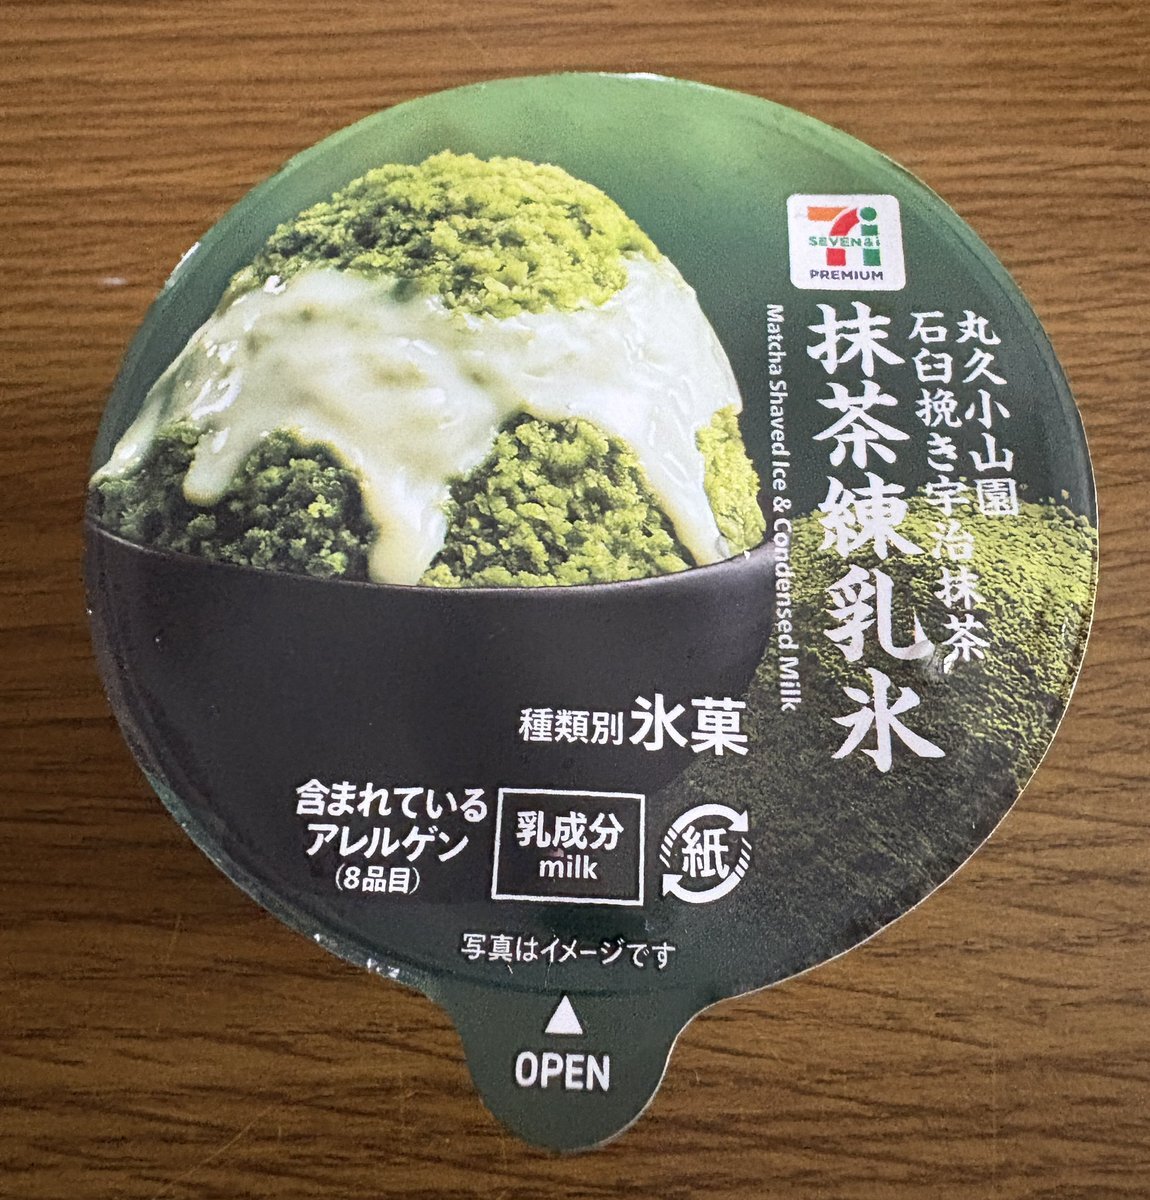 SEVEN&i
PREMIUM
丸久小山園
石臼挽き宇治抹茶
抹茶練乳氷
Matcha Shaved Ice & Condensed Milk
種類別 氷菓
含まれている
アレルゲン
(8品目)
乳成分
milk
紙
写真はイメージです
OPEN